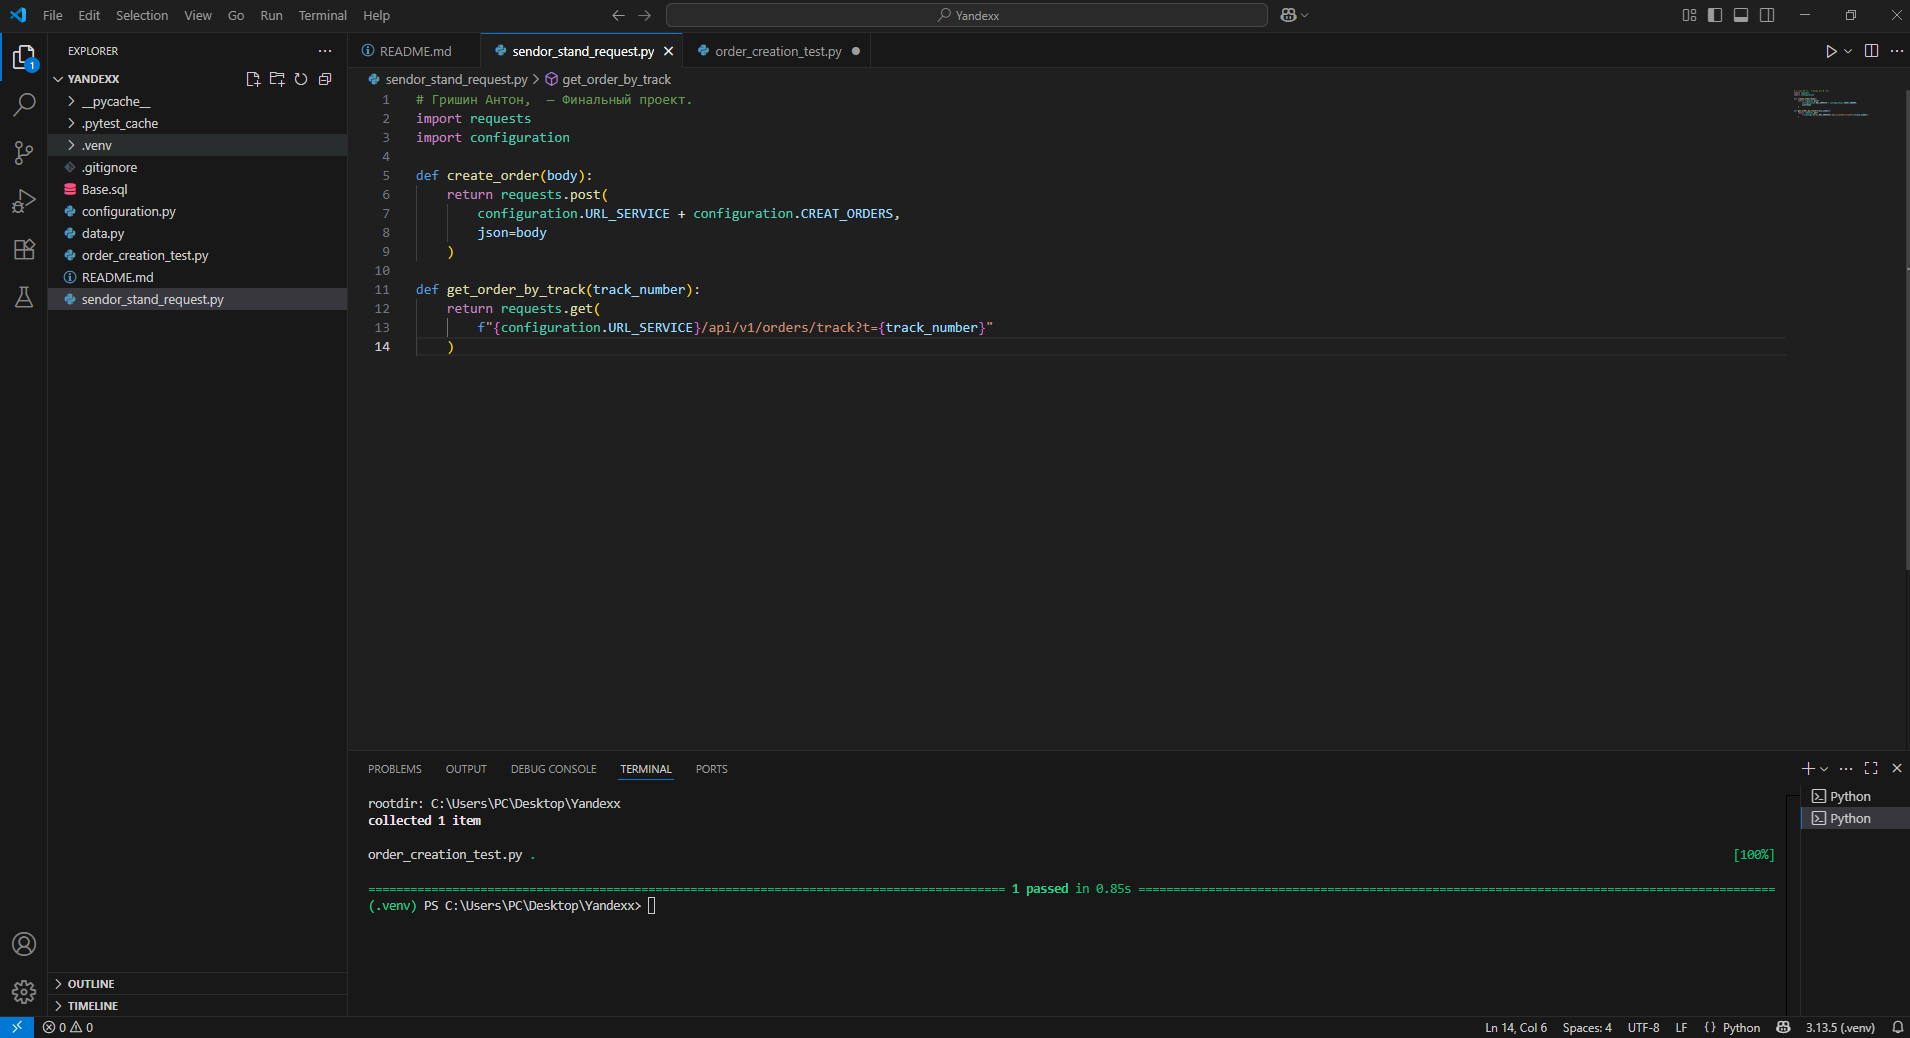 File Edit Selection View Go Run Terminal Help
Yandexx
EXPLORER
YANDEXX
__pycache__
.pytest_cache
.venv
.gitignore
Base.sql
configuration.py
data.py
order_creation_test.py
README.md
sendor_stand_request.py
OUTLINE
TIMELINE
1
README.md
sendor_stand_request.py
order_creation_test.py
sendor_stand_request.py > get_order_by_track
1 # Гришин Антон,  — Финальный проект.
2 import requests
3 import configuration
4
5 def create_order(body):
6     return requests.post(
7         configuration.URL_SERVICE + configuration.CREAT_ORDERS,
8         json=body
9     )
10
11 def get_order_by_track(track_number):
12     return requests.get(
13         f"{configuration.URL_SERVICE}/api/v1/orders/track?t={track_number}"
14     )
PROBLEMS OUTPUT DEBUG CONSOLE TERMINAL PORTS
rootdir: C:\Users\PC\Desktop\Yandexx
collected 1 item
order_creation_test.py . [100%]
=========================================================================================== 1 passed in 0.85s ===========================================================================================
(.venv) PS C:\Users\PC\Desktop\Yandexx>
Python
Python
0 0
Ln 14, Col 6 Spaces: 4 UTF-8 LF {} Python 3.13.5 (.venv)